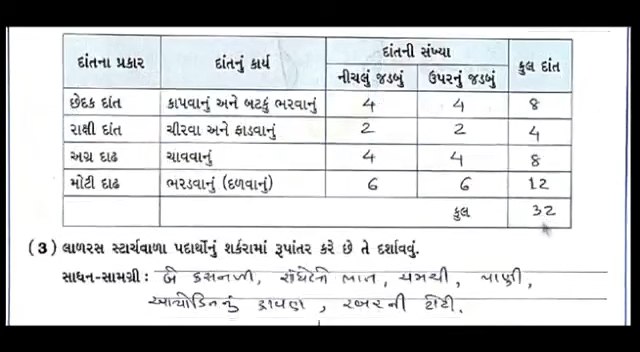 દાંતના પ્રકાર દાંતનું કાર્ય દાંતની સંખ્યા કુલ દાંત
નીચલું જડબું ઉપરનું જડબું
છેદક દાંત કાપવાનું અને બટકું ભરવાનું 4 4 8
રાક્ષી દાંત ચીરવા અને ફાડવાનું 2 2 4
અગ્ર દાઢ ચાવવાનું 4 4 8
મોટી દાઢ ભરડવાનું (દળવાનું) 6 6 12
કુલ 32
(3) લાળરસ સ્ટાર્ચવાળા પદાર્થોનું શર્કરામાં રૂપાંતર કરે છે તે દર્શાવવું.
સાધન-સામગ્રી : બે કસનળી, રાંધેલો ભાત, ચમચી, પાણી,
આયોડિનનું દ્રાવણ, રબરની ટોટી.